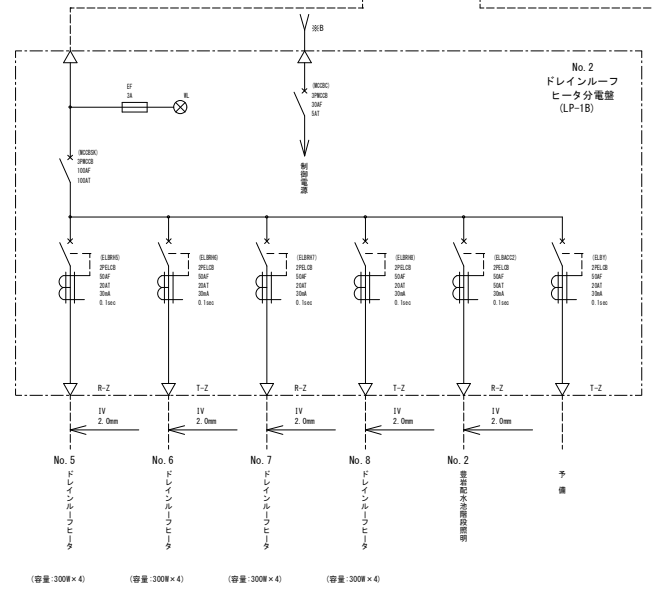 ※B
No.2
ドレインルーフ
ヒータ分電盤
(LP-1B)
EF
3A
WL
(MCCBC)
3PMCCB
30AF
5AT
制御電源
(MCCBSK)
3PMCCB
100AF
100AT
(ELBRH5)
2PELCB
50AF
20AT
30mA
0.1sec
(ELBRH6)
2PELCB
50AF
20AT
30mA
0.1sec
(ELBRH7)
2PELCB
50AF
20AT
30mA
0.1sec
(ELBRH8)
2PELCB
50AF
20AT
30mA
0.1sec
(ELBACC2)
2PELCB
50AF
50AT
30mA
0.1sec
(ELBY)
2PELCB
50AF
20AT
30mA
0.1sec
R-Z
T-Z
R-Z
T-Z
R-Z
T-Z
IV
2.0mm
IV
2.0mm
IV
2.0mm
IV
2.0mm
IV
2.0mm
No.5
ドレインルーフヒータ
No.6
ドレインルーフヒータ
No.7
ドレインルーフヒータ
No.8
ドレインルーフヒータ
No.2
豊岩配水池階段照明
予備
(容量:300W×4)
(容量:300W×4)
(容量:300W×4)
(容量:300W×4)